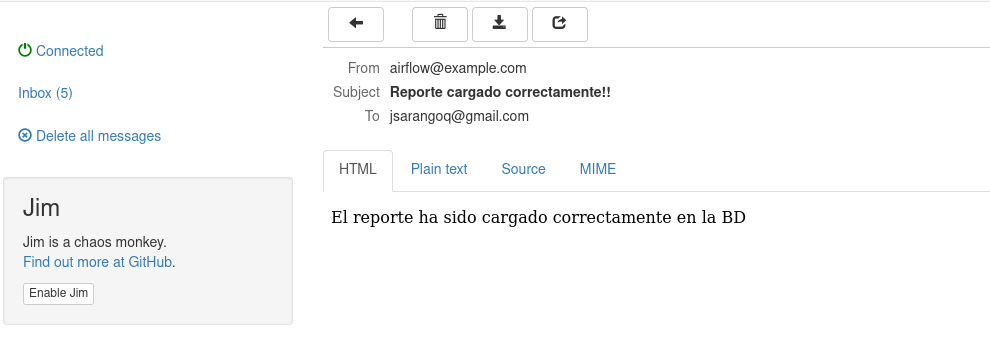 Connected
Inbox (5)
Delete all messages
Jim
Jim is a chaos monkey.
Find out more at GitHub.
Enable Jim
From airflow@example.com
Subject Reporte cargado correctamente!!
To jsarangoq@gmail.com
HTML Plain text Source MIME
El reporte ha sido cargado correctamente en la BD